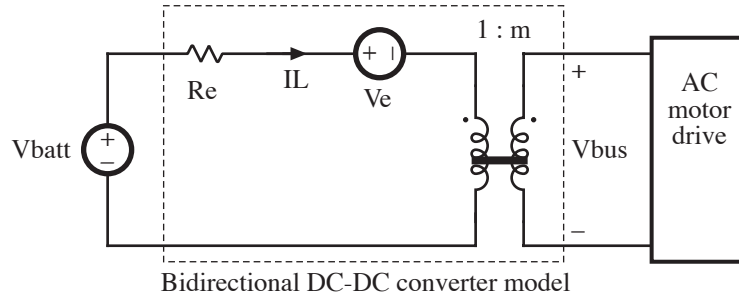 1 : m
+ –
Re
IL
Ve
+
AC
motor
drive
Vbatt
+
–
Vbus
–
Bidirectional DC-DC converter model